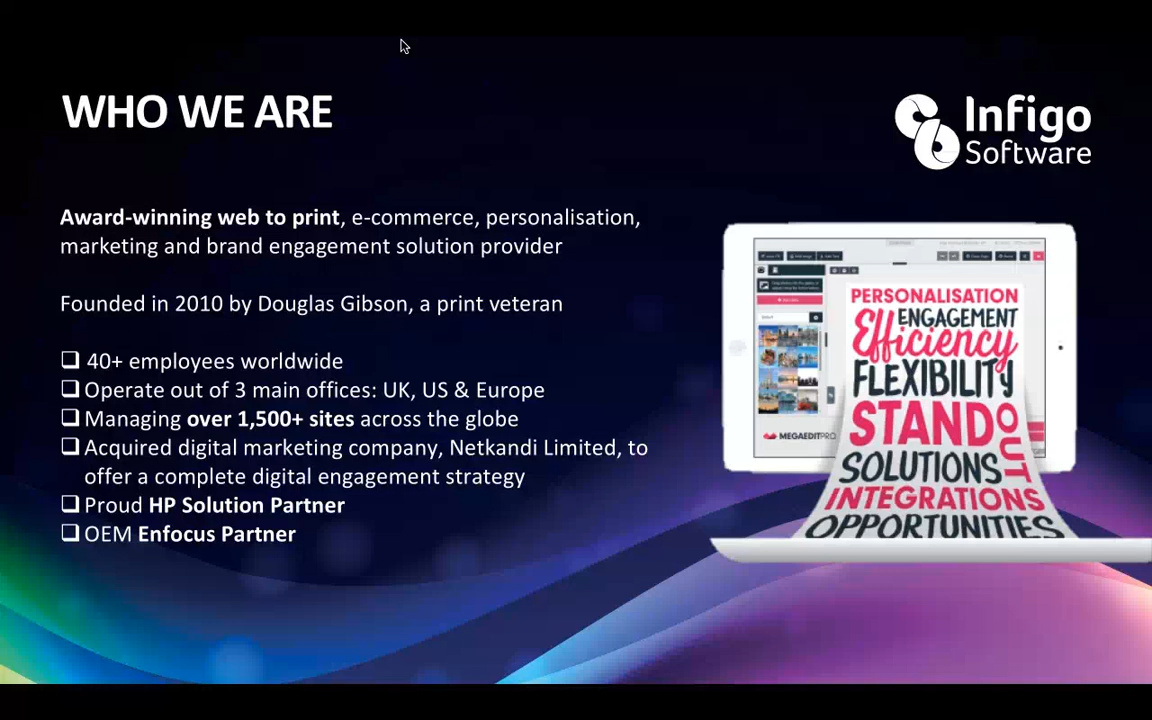 WHO WE ARE
Infigo
Software
Award-winning web to print, e-commerce, personalisation,
marketing and brand engagement solution provider
Founded in 2010 by Douglas Gibson, a print veteran
40+ employees worldwide
Operate out of 3 main offices: UK, US & Europe
Managing over 1,500+ sites across the globe
Acquired digital marketing company, Netkandi Limited, to
offer a complete digital engagement strategy
Proud HP Solution Partner
OEM Enfocus Partner
PERSONALISATION
ENGAGEMENT
Efficiency
FLEXIBILITY
STAND
OUT
SOLUTIONS
INTEGRATIONS
OPPORTUNITIES
MEGAEDITPRO